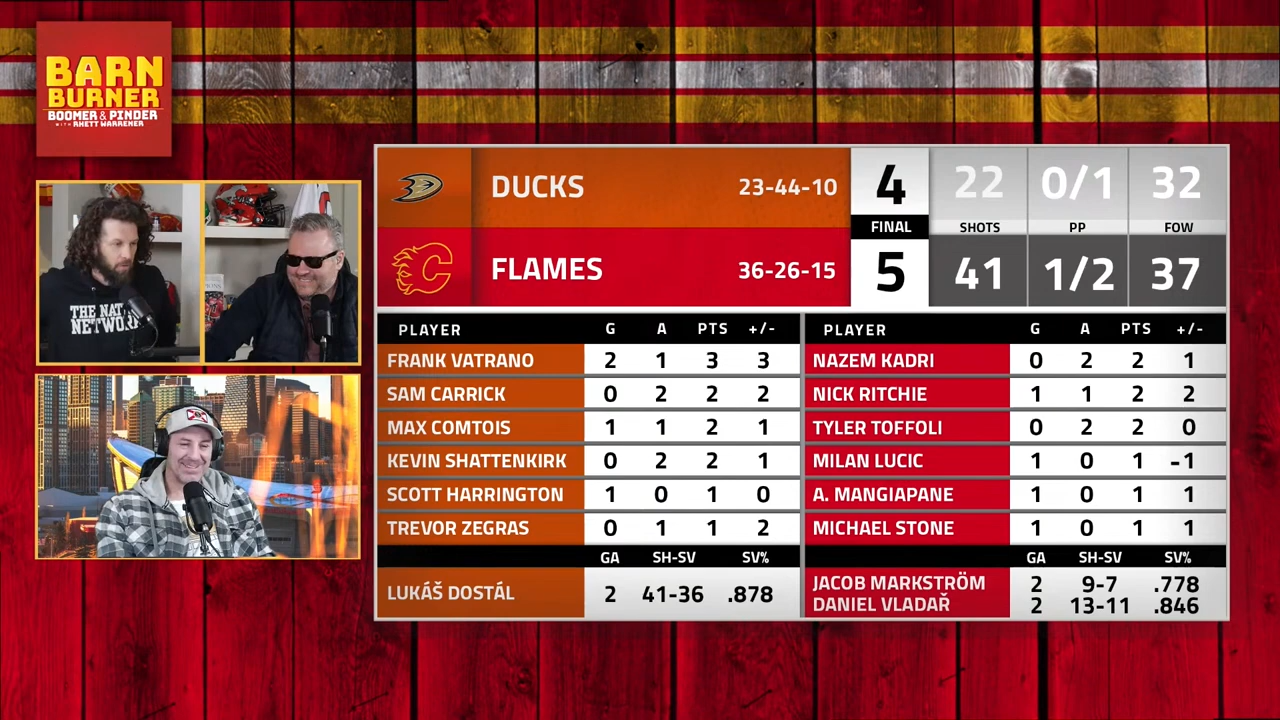 BARN
BURNER
BOOMER & PINDER
WITH RHETT WARRENER
THE NAT
NETWORK
DUCKS 23-44-10 4 22 0/1 32
FINAL SHOTS PP FOW
FLAMES 36-26-15 5 41 1/2 37
PLAYER G A PTS +/-
FRANK VATRANO 2 1 3 3
SAM CARRICK 0 2 2 2
MAX COMTOIS 1 1 2 1
KEVIN SHATTENKIRK 0 2 2 1
SCOTT HARRINGTON 1 0 1 0
TREVOR ZEGRAS 0 1 1 2
GA SH-SV SV%
LUKÁŠ DOSTÁL 2 41-36 .878
PLAYER G A PTS +/-
NAZEM KADRI 0 2 2 1
NICK RITCHIE 1 1 2 2
TYLER TOFFOLI 0 2 2 0
MILAN LUCIC 1 0 1 -1
A. MANGIAPANE 1 0 1 1
MICHAEL STONE 1 0 1 1
GA SH-SV SV%
JACOB MARKSTRÖM 2 9-7 .778
DANIEL VLADAŘ 2 13-11 .846